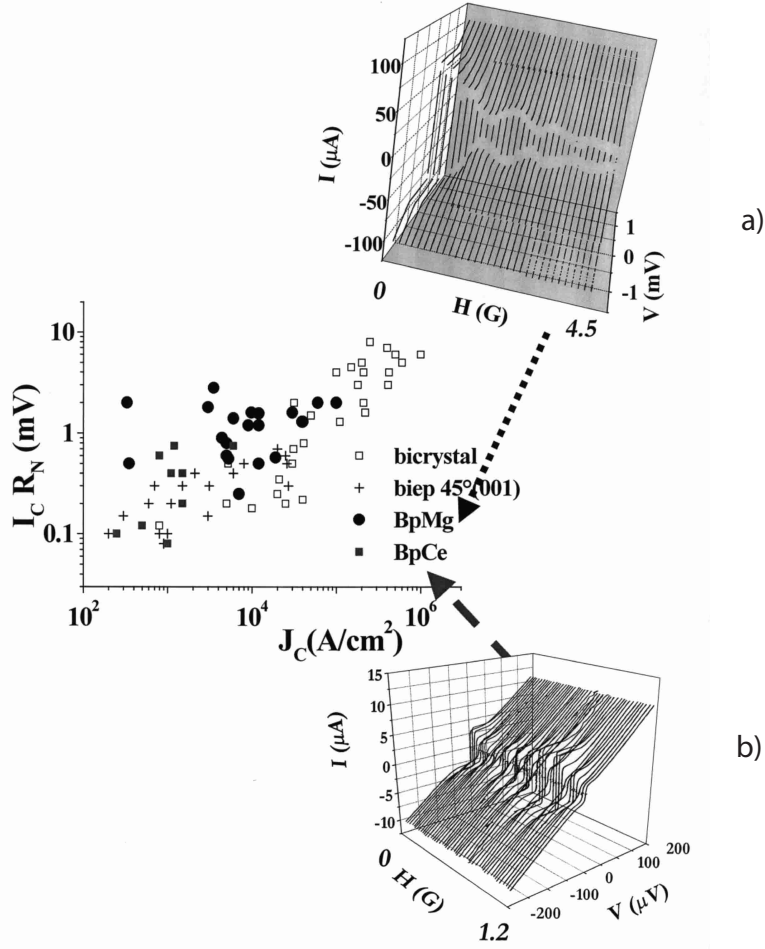 100
50
0
-50
-100
I (μA)
0
H (G)
4.5
1
0
-1
V (mV)
a)
10
1
0.1
I_C R_N (mV)
bicrystal
biep 45°(001)
BpMg
BpCe
10^2
10^4
10^6
J_C(A/cm^2)
15
10
5
0
-5
-10
I (μA)
0
H (G)
1.2
-200
-100
0
100
200
V (μV)
b)